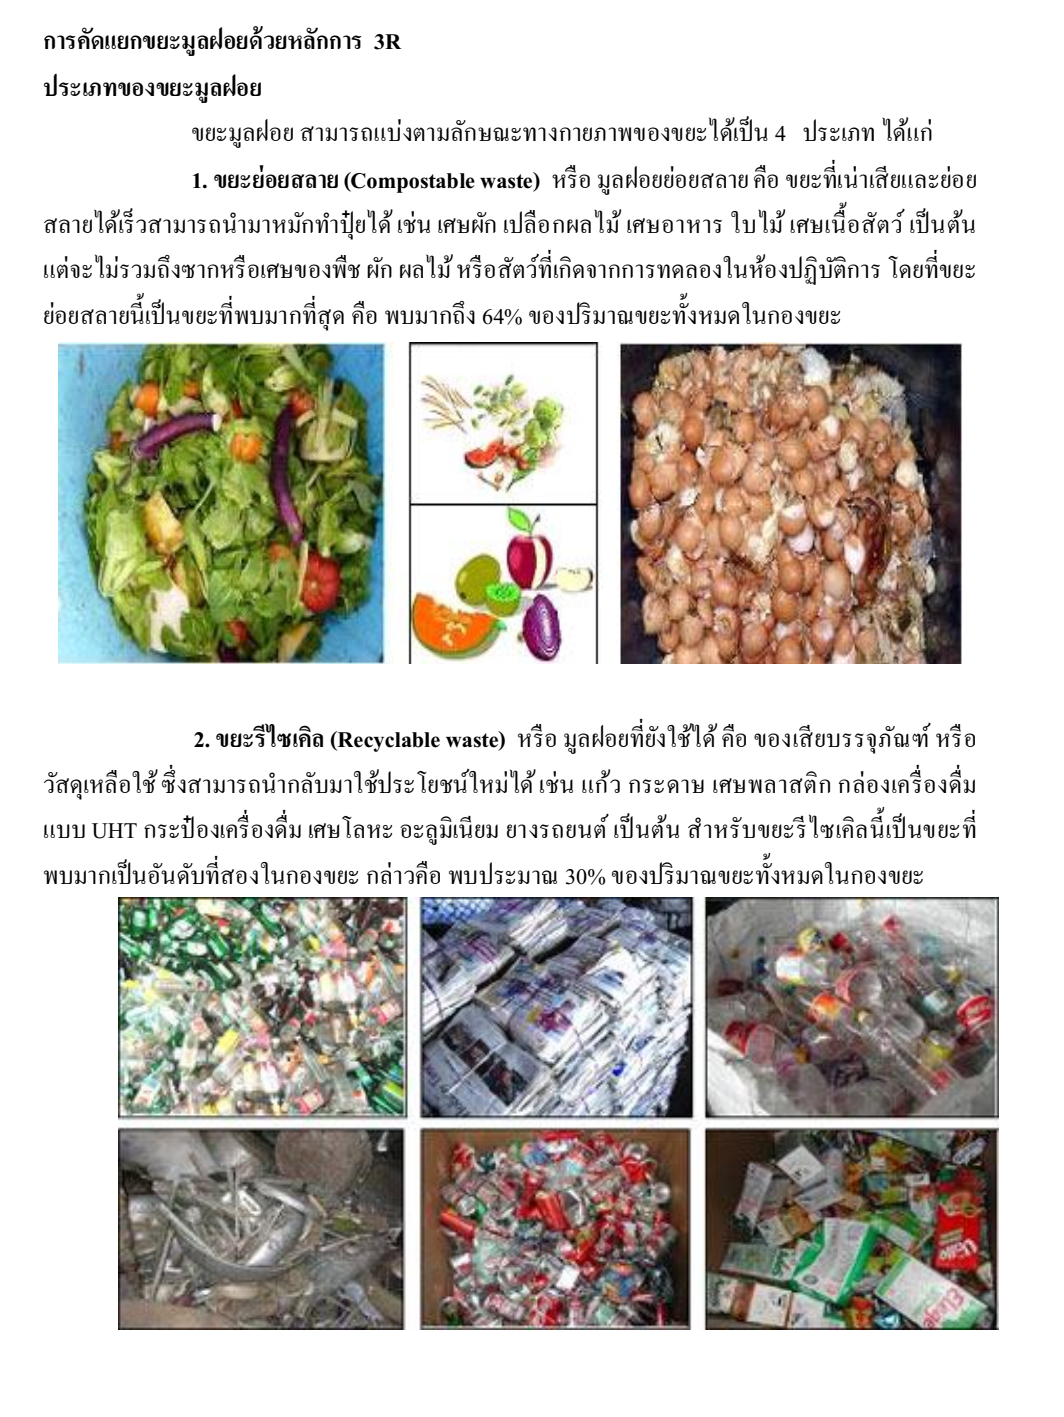 การคัดแยกขยะมูลฝอยด้วยหลักการ 3R
ประเภทของขยะมูลฝอย
ขยะมูลฝอย สามารถแบ่งตามลักษณะทางกายภาพของขยะได้เป็น 4 ประเภท ได้แก่
1. ขยะย่อยสลาย (Compostable waste) หรือ มูลฝอยย่อยสลาย คือ ขยะที่เน่าเสียและย่อย
สลายได้เร็วสามารถนำมาหมักทำปุ๋ยได้ เช่น เศษผัก เปลือกผลไม้ เศษอาหาร ใบไม้ เศษเนื้อสัตว์ เป็นต้น
แต่จะไม่รวมถึงซากหรือเศษของพืช ผัก ผลไม้ หรือสัตว์ที่เกิดจากการทดลองในห้องปฏิบัติการ โดยที่ขยะ
ย่อยสลายนี้เป็นขยะที่พบมากที่สุด คือ พบมากถึง 64% ของปริมาณขยะทั้งหมดในกองขยะ
2. ขยะรีไซเคิล (Recyclable waste) หรือ มูลฝอยที่ยังใช้ได้ คือ ของเสียบรรจุภัณฑ์ หรือ
วัสดุเหลือใช้ ซึ่งสามารถนำกลับมาใช้ประโยชน์ใหม่ได้ เช่น แก้ว กระดาษ เศษพลาสติก กล่องเครื่องดื่ม
แบบ UHT กระป๋องเครื่องดื่ม เศษโลหะ อะลูมิเนียม ยางรถยนต์ เป็นต้น สำหรับขยะรีไซเคิลนี้เป็นขยะที่
พบมากเป็นอันดับที่สองในกองขยะ กล่าวคือ พบประมาณ 30% ของปริมาณขยะทั้งหมดในกองขยะ